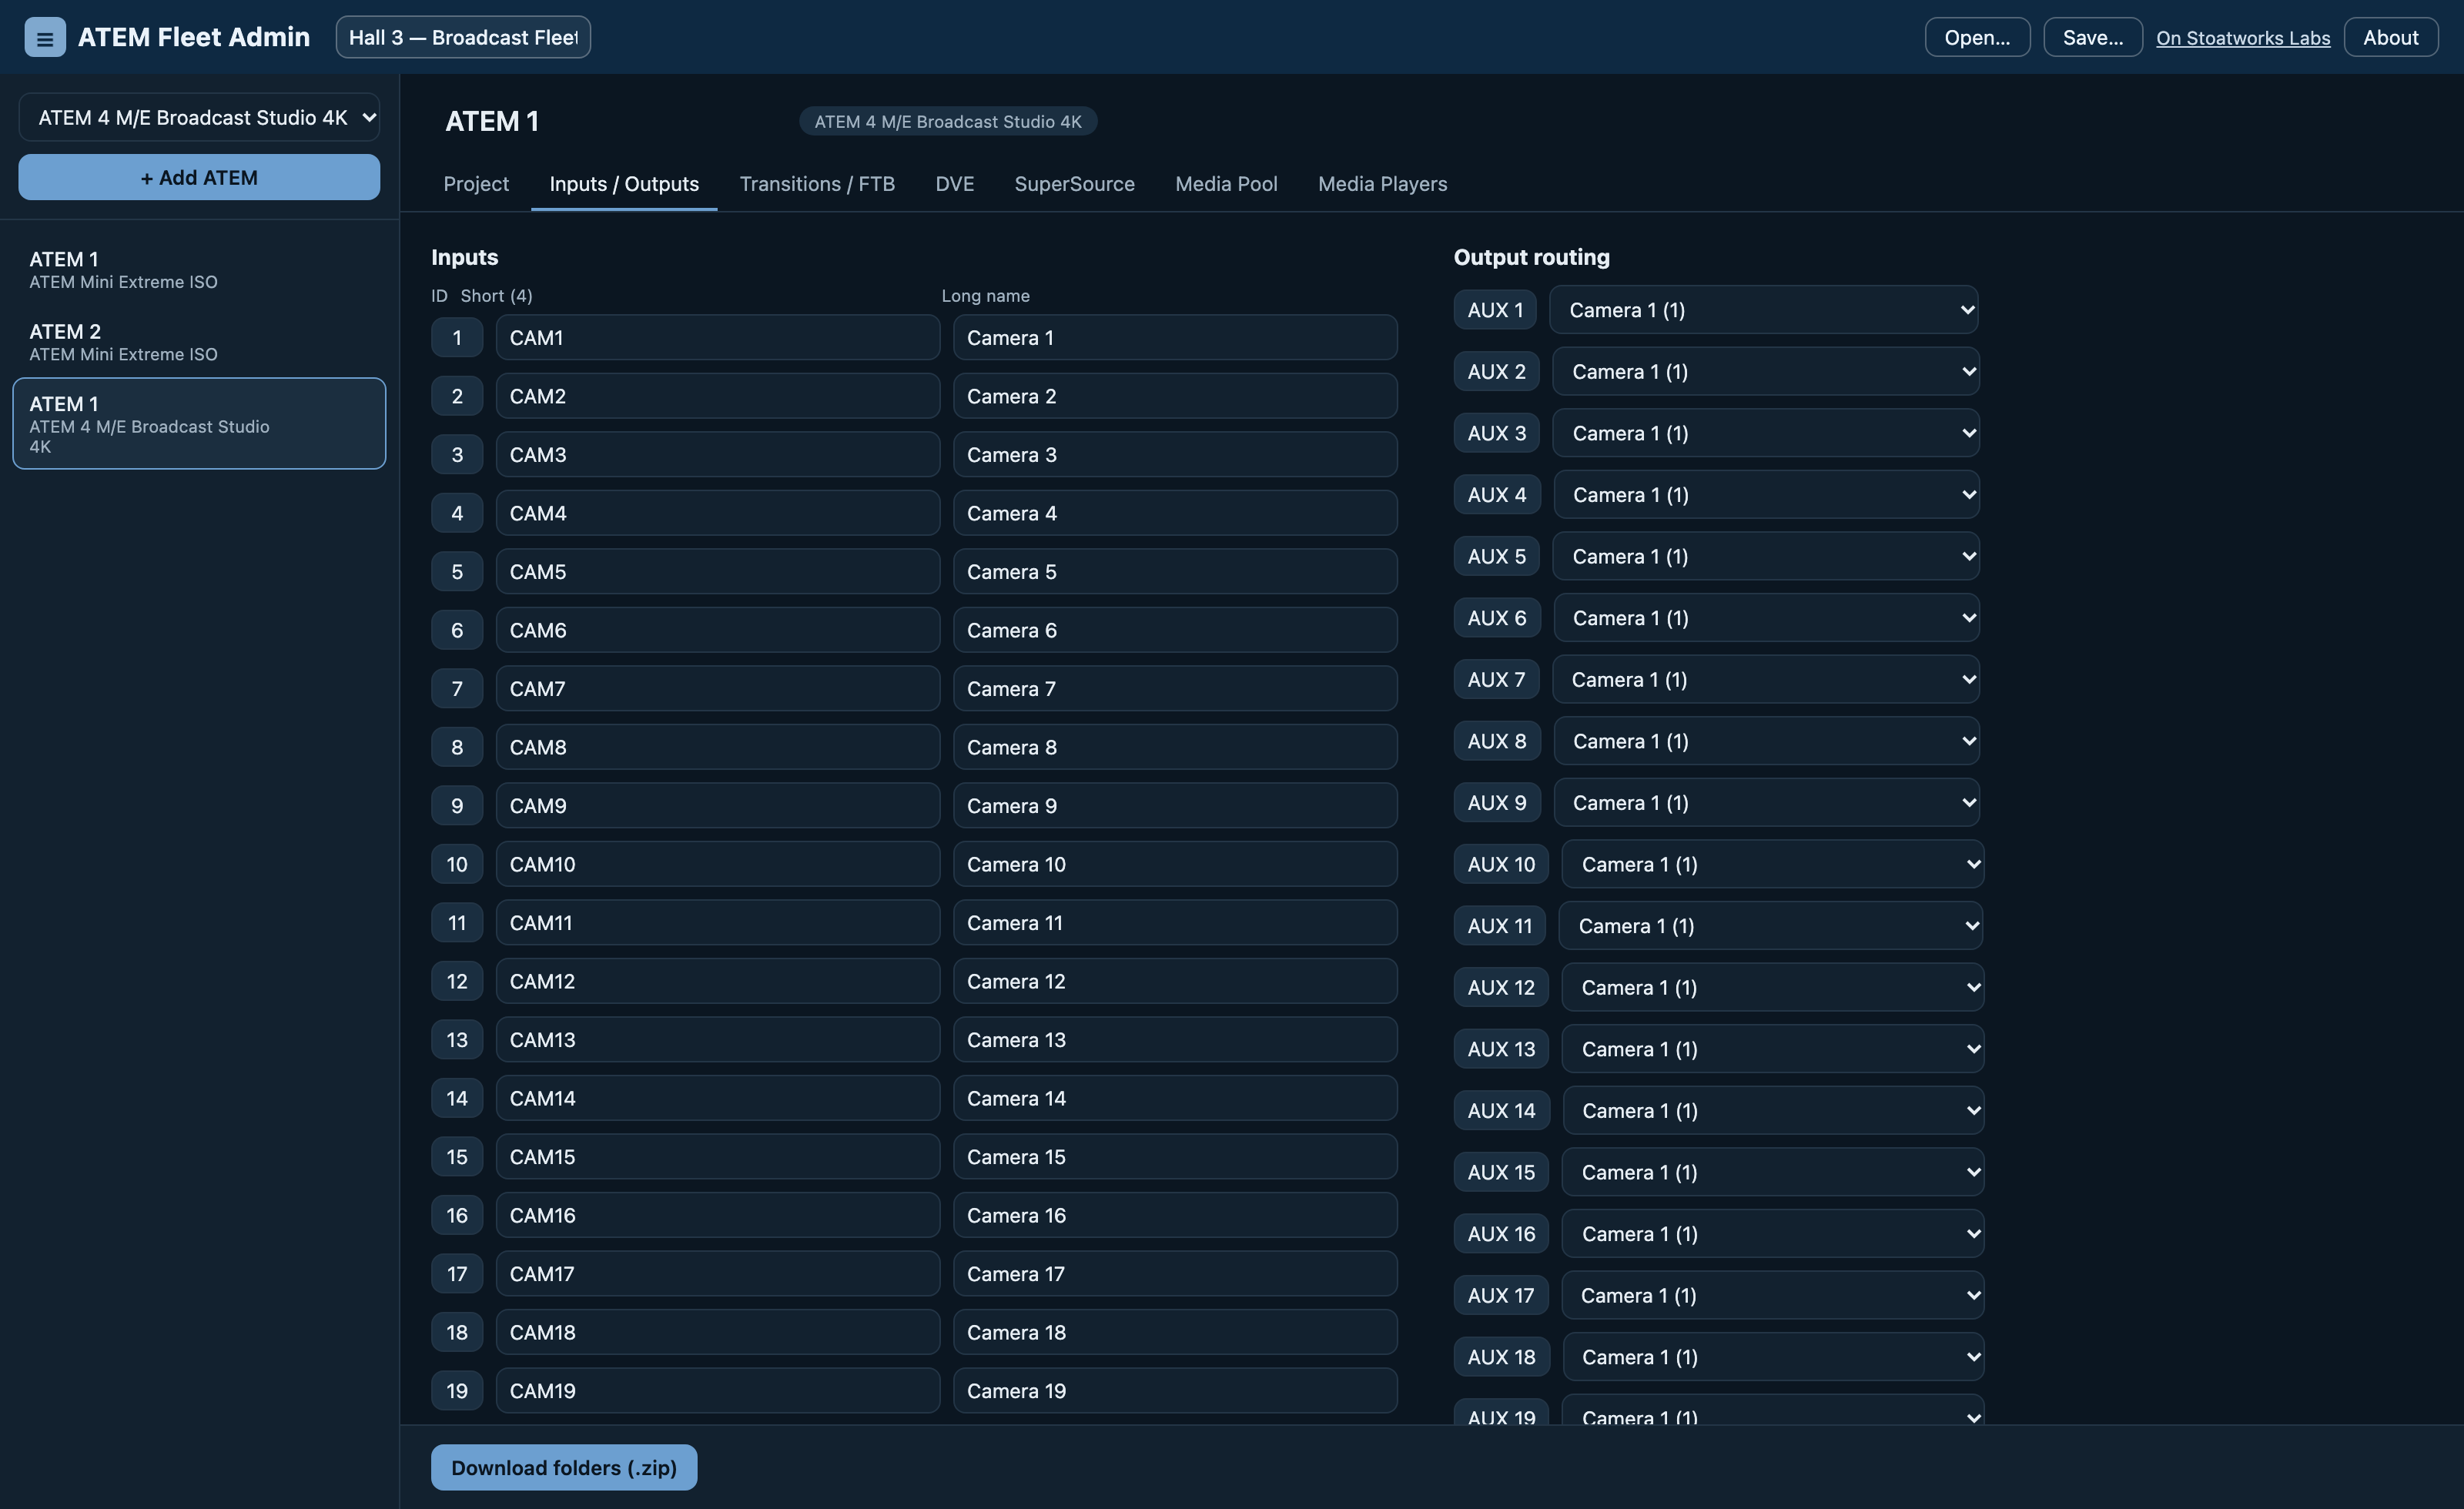 ATEM Fleet Admin
Hall 3 — Broadcast Fleet
Open...
Save...
On Stoatworks Labs
About
ATEM 4 M/E Broadcast Studio 4K
+ Add ATEM
ATEM 1
ATEM Mini Extreme ISO
ATEM 2
ATEM Mini Extreme ISO
ATEM 1
ATEM 4 M/E Broadcast Studio
4K
ATEM 1
ATEM 4 M/E Broadcast Studio 4K
Project
Inputs / Outputs
Transitions / FTB
DVE
SuperSource
Media Pool
Media Players
Inputs
ID Short (4) Long name
1 CAM1 Camera 1
2 CAM2 Camera 2
3 CAM3 Camera 3
4 CAM4 Camera 4
5 CAM5 Camera 5
6 CAM6 Camera 6
7 CAM7 Camera 7
8 CAM8 Camera 8
9 CAM9 Camera 9
10 CAM10 Camera 10
11 CAM11 Camera 11
12 CAM12 Camera 12
13 CAM13 Camera 13
14 CAM14 Camera 14
15 CAM15 Camera 15
16 CAM16 Camera 16
17 CAM17 Camera 17
18 CAM18 Camera 18
19 CAM19 Camera 19
Output routing
AUX 1 Camera 1 (1)
AUX 2 Camera 1 (1)
AUX 3 Camera 1 (1)
AUX 4 Camera 1 (1)
AUX 5 Camera 1 (1)
AUX 6 Camera 1 (1)
AUX 7 Camera 1 (1)
AUX 8 Camera 1 (1)
AUX 9 Camera 1 (1)
AUX 10 Camera 1 (1)
AUX 11 Camera 1 (1)
AUX 12 Camera 1 (1)
AUX 13 Camera 1 (1)
AUX 14 Camera 1 (1)
AUX 15 Camera 1 (1)
AUX 16 Camera 1 (1)
AUX 17 Camera 1 (1)
AUX 18 Camera 1 (1)
AUX 19 Camera 1 (1)
Download folders (.zip)